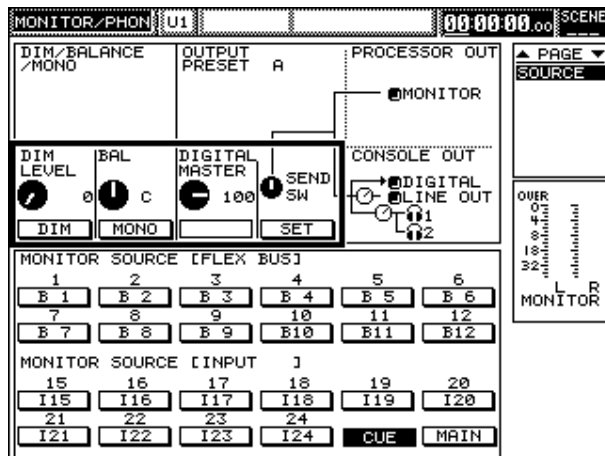 MONITOR/PHON U1 00:00:00.00 SCENE
DIM/BALANCE /MONO
OUTPUT PRESET A
PROCESSOR OUT
MONITOR
▲ PAGE ▼
SOURCE
DIM LEVEL 0
BAL C
DIGITAL MASTER 100
SEND SW
DIM MONO SET
CONSOLE OUT
DIGITAL
LINE OUT
1
2
OVER
0
4
8
18
32
L R
MONITOR
MONITOR SOURCE [FLEX BUS]
1 2 3 4 5 6
B 1 B 2 B 3 B 4 B 5 B 6
7 8 9 10 11 12
B 7 B 8 B 9 B10 B11 B12
MONITOR SOURCE [INPUT ]
15 16 17 18 19 20
I15 I16 I17 I18 I19 I20
21 22 23 24
I21 I22 I23 I24 CUE MAIN